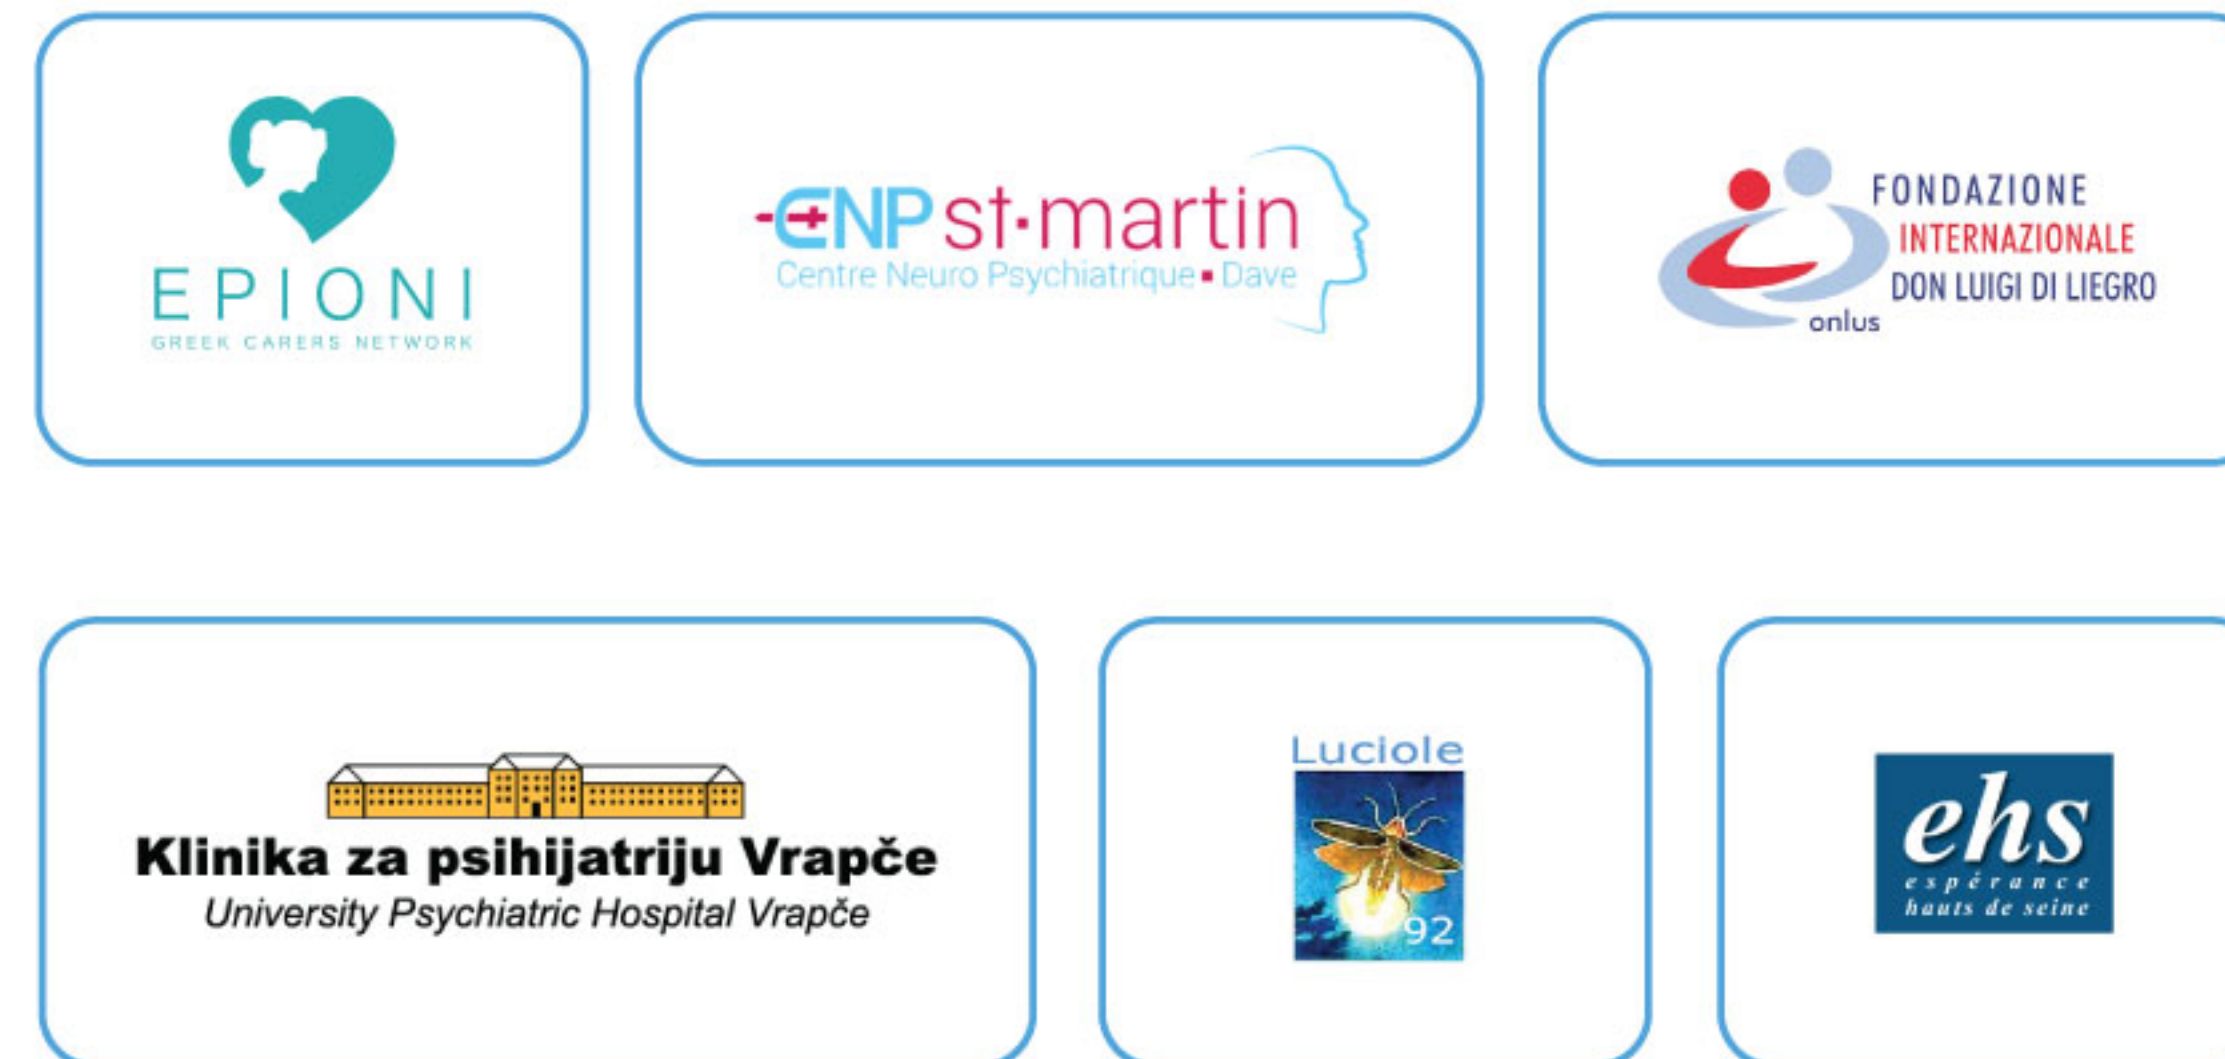 EPIONI
GREEK CARERS NETWORK
CNP st·martin
Centre Neuro Psychiatrique ▪ Dave
FONDAZIONE
INTERNAZIONALE
DON LUIGI DI LIEGRO
onlus
Klinika za psihijatriju Vrapče
University Psychiatric Hospital Vrapče
Luciole
92
ehs
espérance
hauts de seine